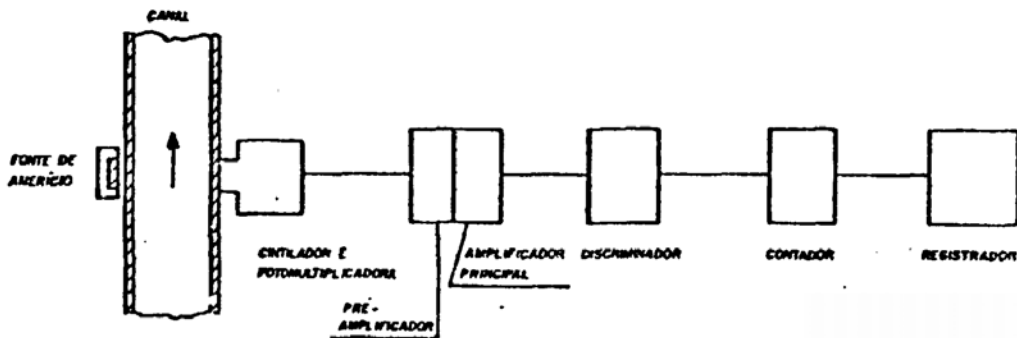 CANAL
FONTE DE
AMERÍCIO
CINTILADOR E
FOTOMULTIPLICADORA
PRÉ-
AMPLIFICADOR
AMPLIFICADOR
PRINCIPAL
DISCRIMINADOR
CONTADOR
REGISTRADOR